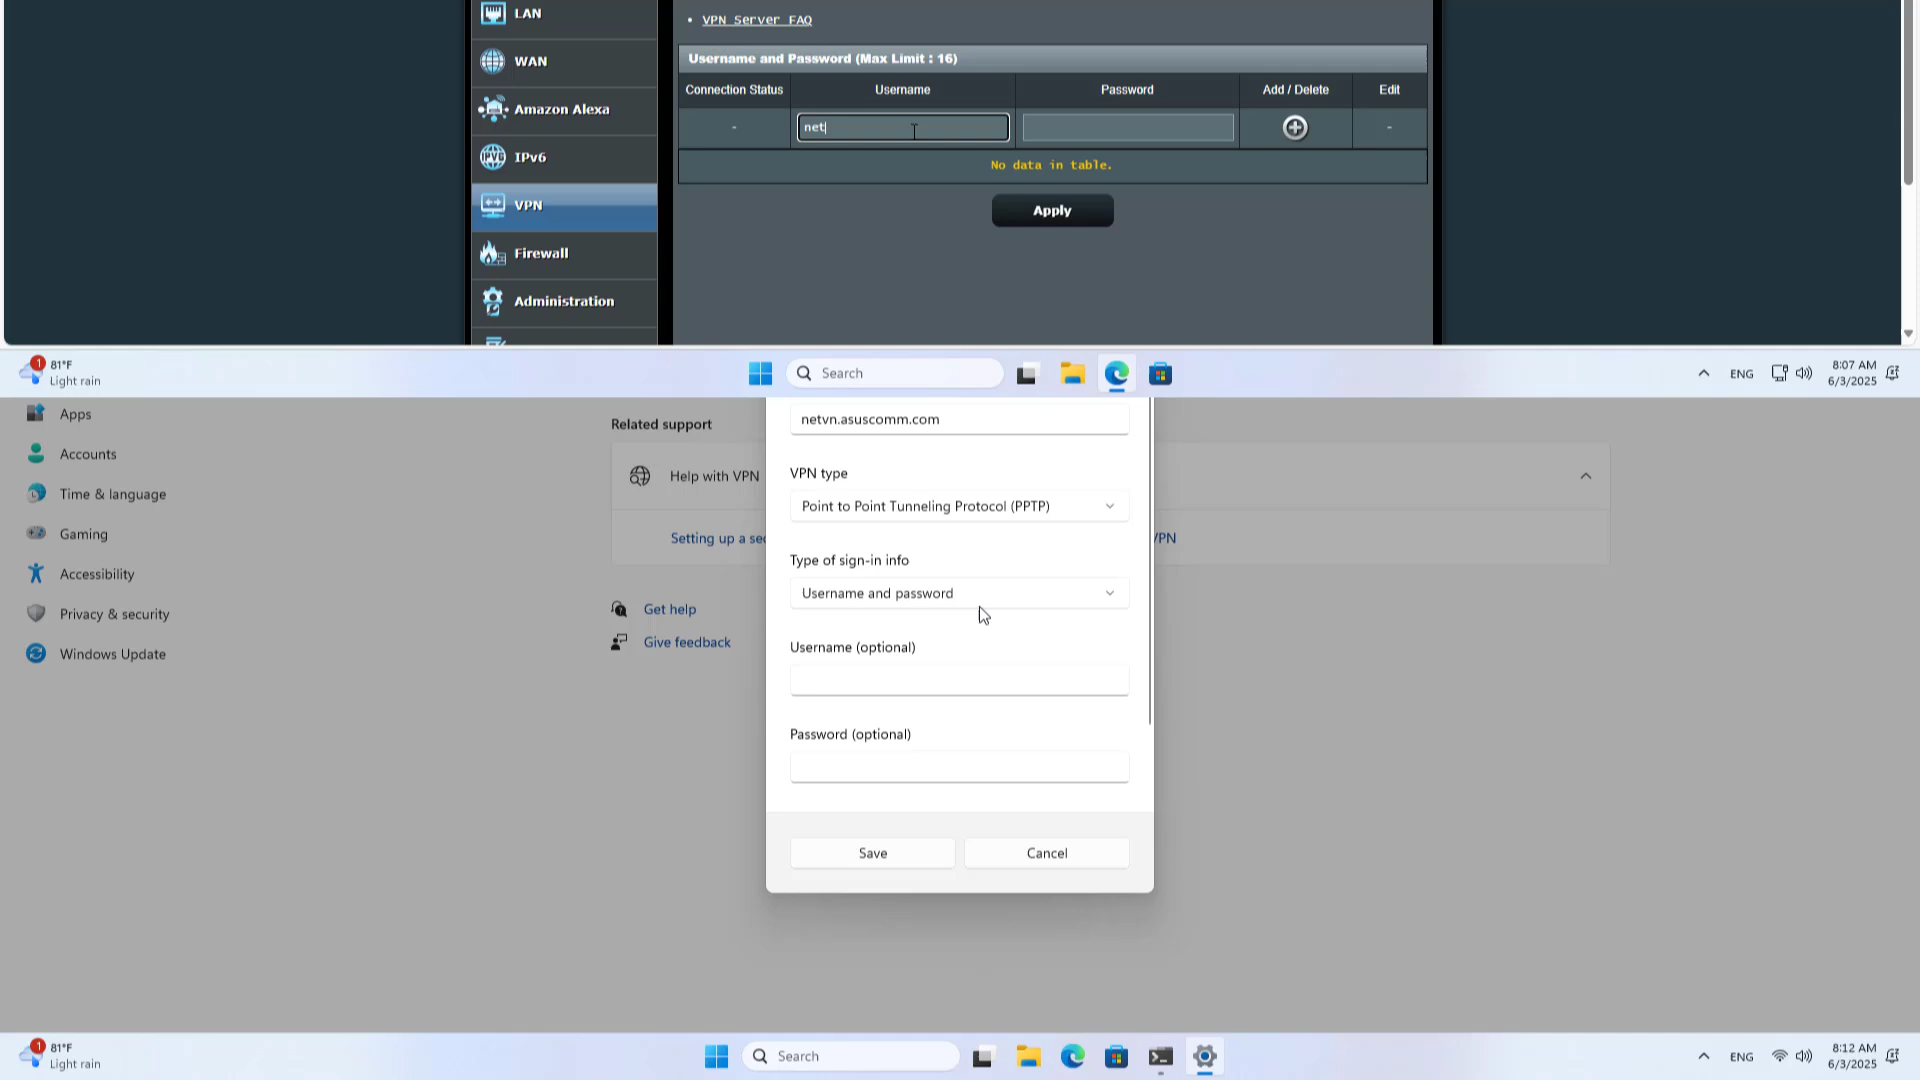 LAN
WAN
Amazon Alexa
IPv6
VPN
Firewall
Administration
• VPN Server FAQ
Username and Password (Max Limit : 16)
Connection Status Username Password Add / Delete Edit
- net -
No data in table.
Apply
1
81°F
Light rain
Search
ENG
8:07 AM
6/3/2025
Apps
Accounts
Time & language
Gaming
Accessibility
Privacy & security
Windows Update
Related support
Help with VPN
Setting up a sec
VPN
Get help
Give feedback
netvn.asuscomm.com
VPN type
Point to Point Tunneling Protocol (PPTP)
Type of sign-in info
Username and password
Username (optional)
Password (optional)
Save Cancel
1
81°F
Light rain
Search
ENG
8:12 AM
6/3/2025